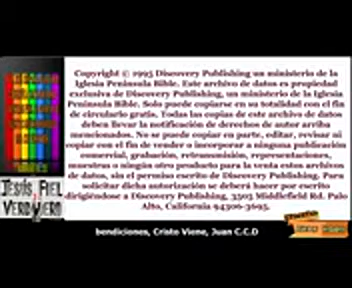 Copyright © 1995 Discovery Publishing un ministerio de la
Iglesia Peninsula Bible. Este archivo de datos es propiedad
exclusiva de Discovery Publishing, un ministerio de la Iglesia
Peninsula Bible. Solo puede copiarse en su totalidad con el fin
de circularlo gratis. Todas las copias de este archivo de datos
deben llevar la notificación de derechos de autor arriba
mencionados. No se puede copiar en parte, editar, revisar ni
copiar con el fin de vender o incorporar a ninguna publicación
comercial, grabación, retransmisión, representaciones,
muestras o ningún otro producto para la venta estos archivos
de datos, sin el permiso escrito de Discovery Publishing. Para
solicitar dicha autorización se deberá hacer por escrito
dirigiéndose a Discovery Publishing, 3505 Middlefield Rd. Palo
Alto, California 94306-3695.
JESÚS, FIEL
Y
VERDADERO
bendiciones, Cristo Viene, Juan C.C.D